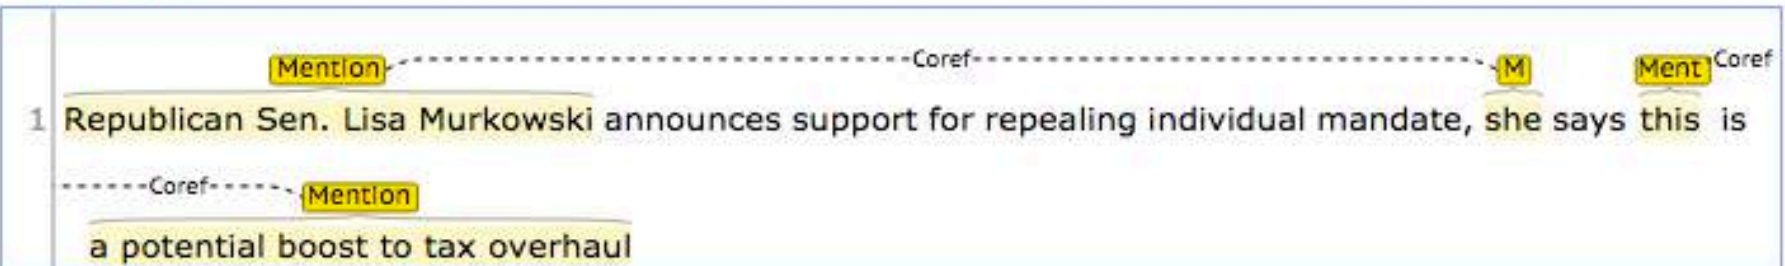 Mention Coref M Ment Coref
1 Republican Sen. Lisa Murkowski announces support for repealing individual mandate, she says this is
Coref Mention
a potential boost to tax overhaul